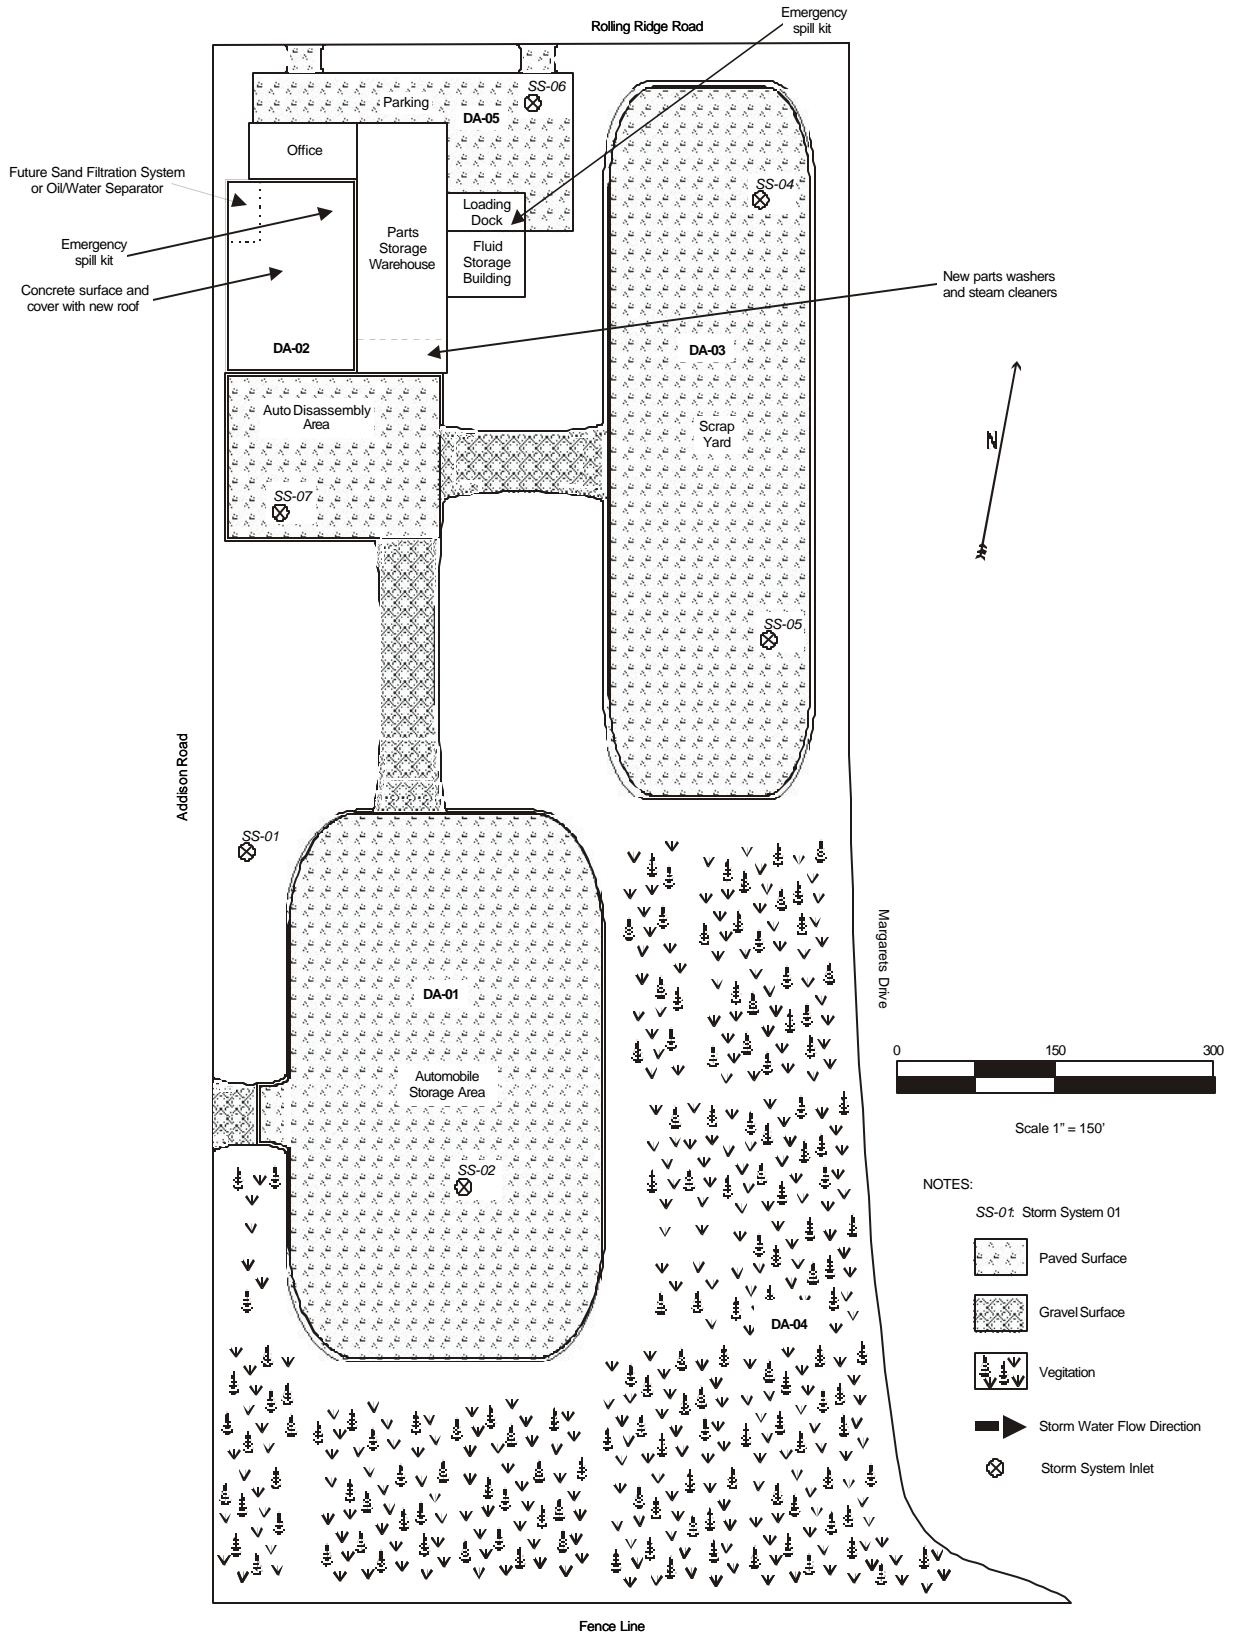 Rolling Ridge Road
Emergency
spill kit
SS-06
Parking
DA-05
Office
Future Sand Filtration System
or Oil/Water Separator
SS-04
Loading
Dock
Parts
Storage
Warehouse
Emergency
spill kit
Fluid
Storage
Building
Concrete surface and
cover with new roof
New parts washers
and steam cleaners
DA-02
DA-03
Auto Disassembly
Area
Scrap
Yard
N
SS-07
SS-05
Addison Road
SS-01
Margarets Drive
DA-01
0 150 300
Automobile
Storage Area
Scale 1" = 150'
SS-02
NOTES:
SS-01: Storm System 01
Paved Surface
Gravel Surface
DA-04
Vegitation
Storm Water Flow Direction
Storm System Inlet
Fence Line